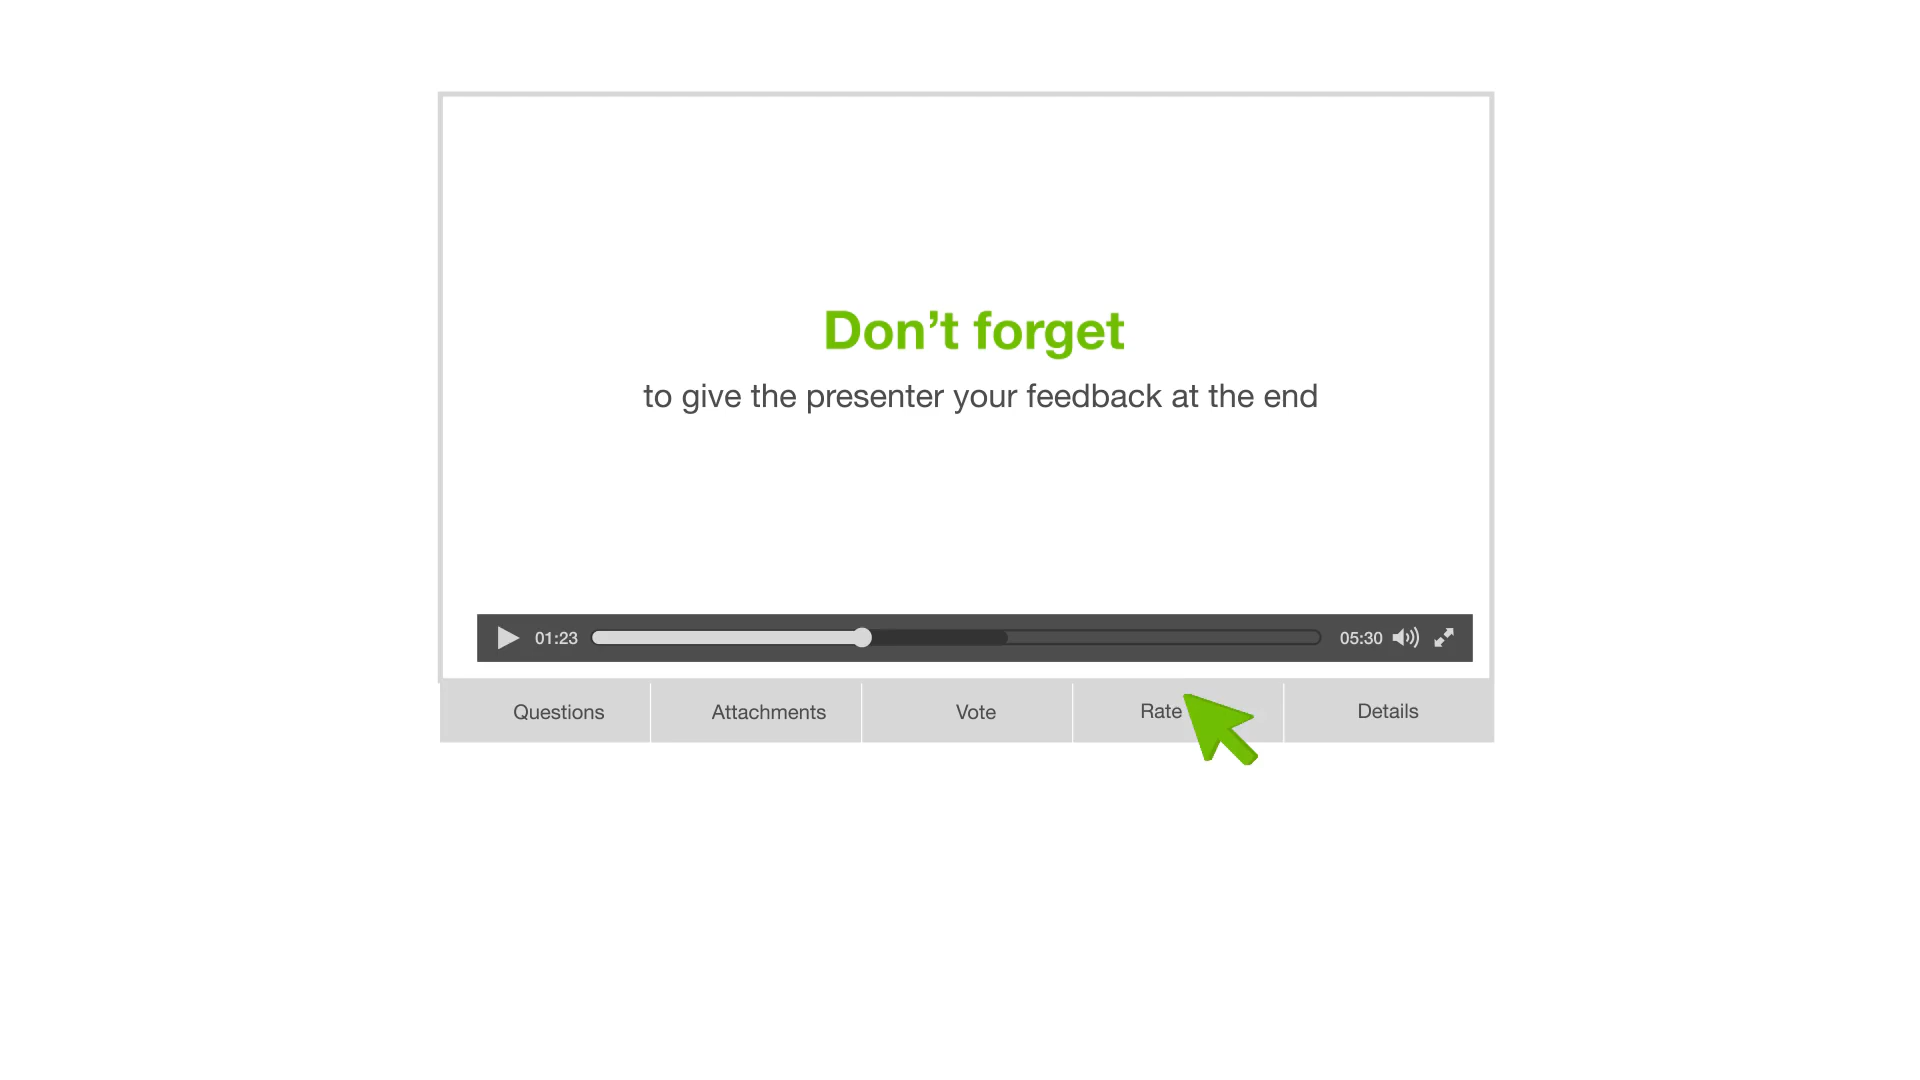 Don’t forget
to give the presenter your feedback at the end
01:23 05:30
Questions Attachments Vote Rate Details